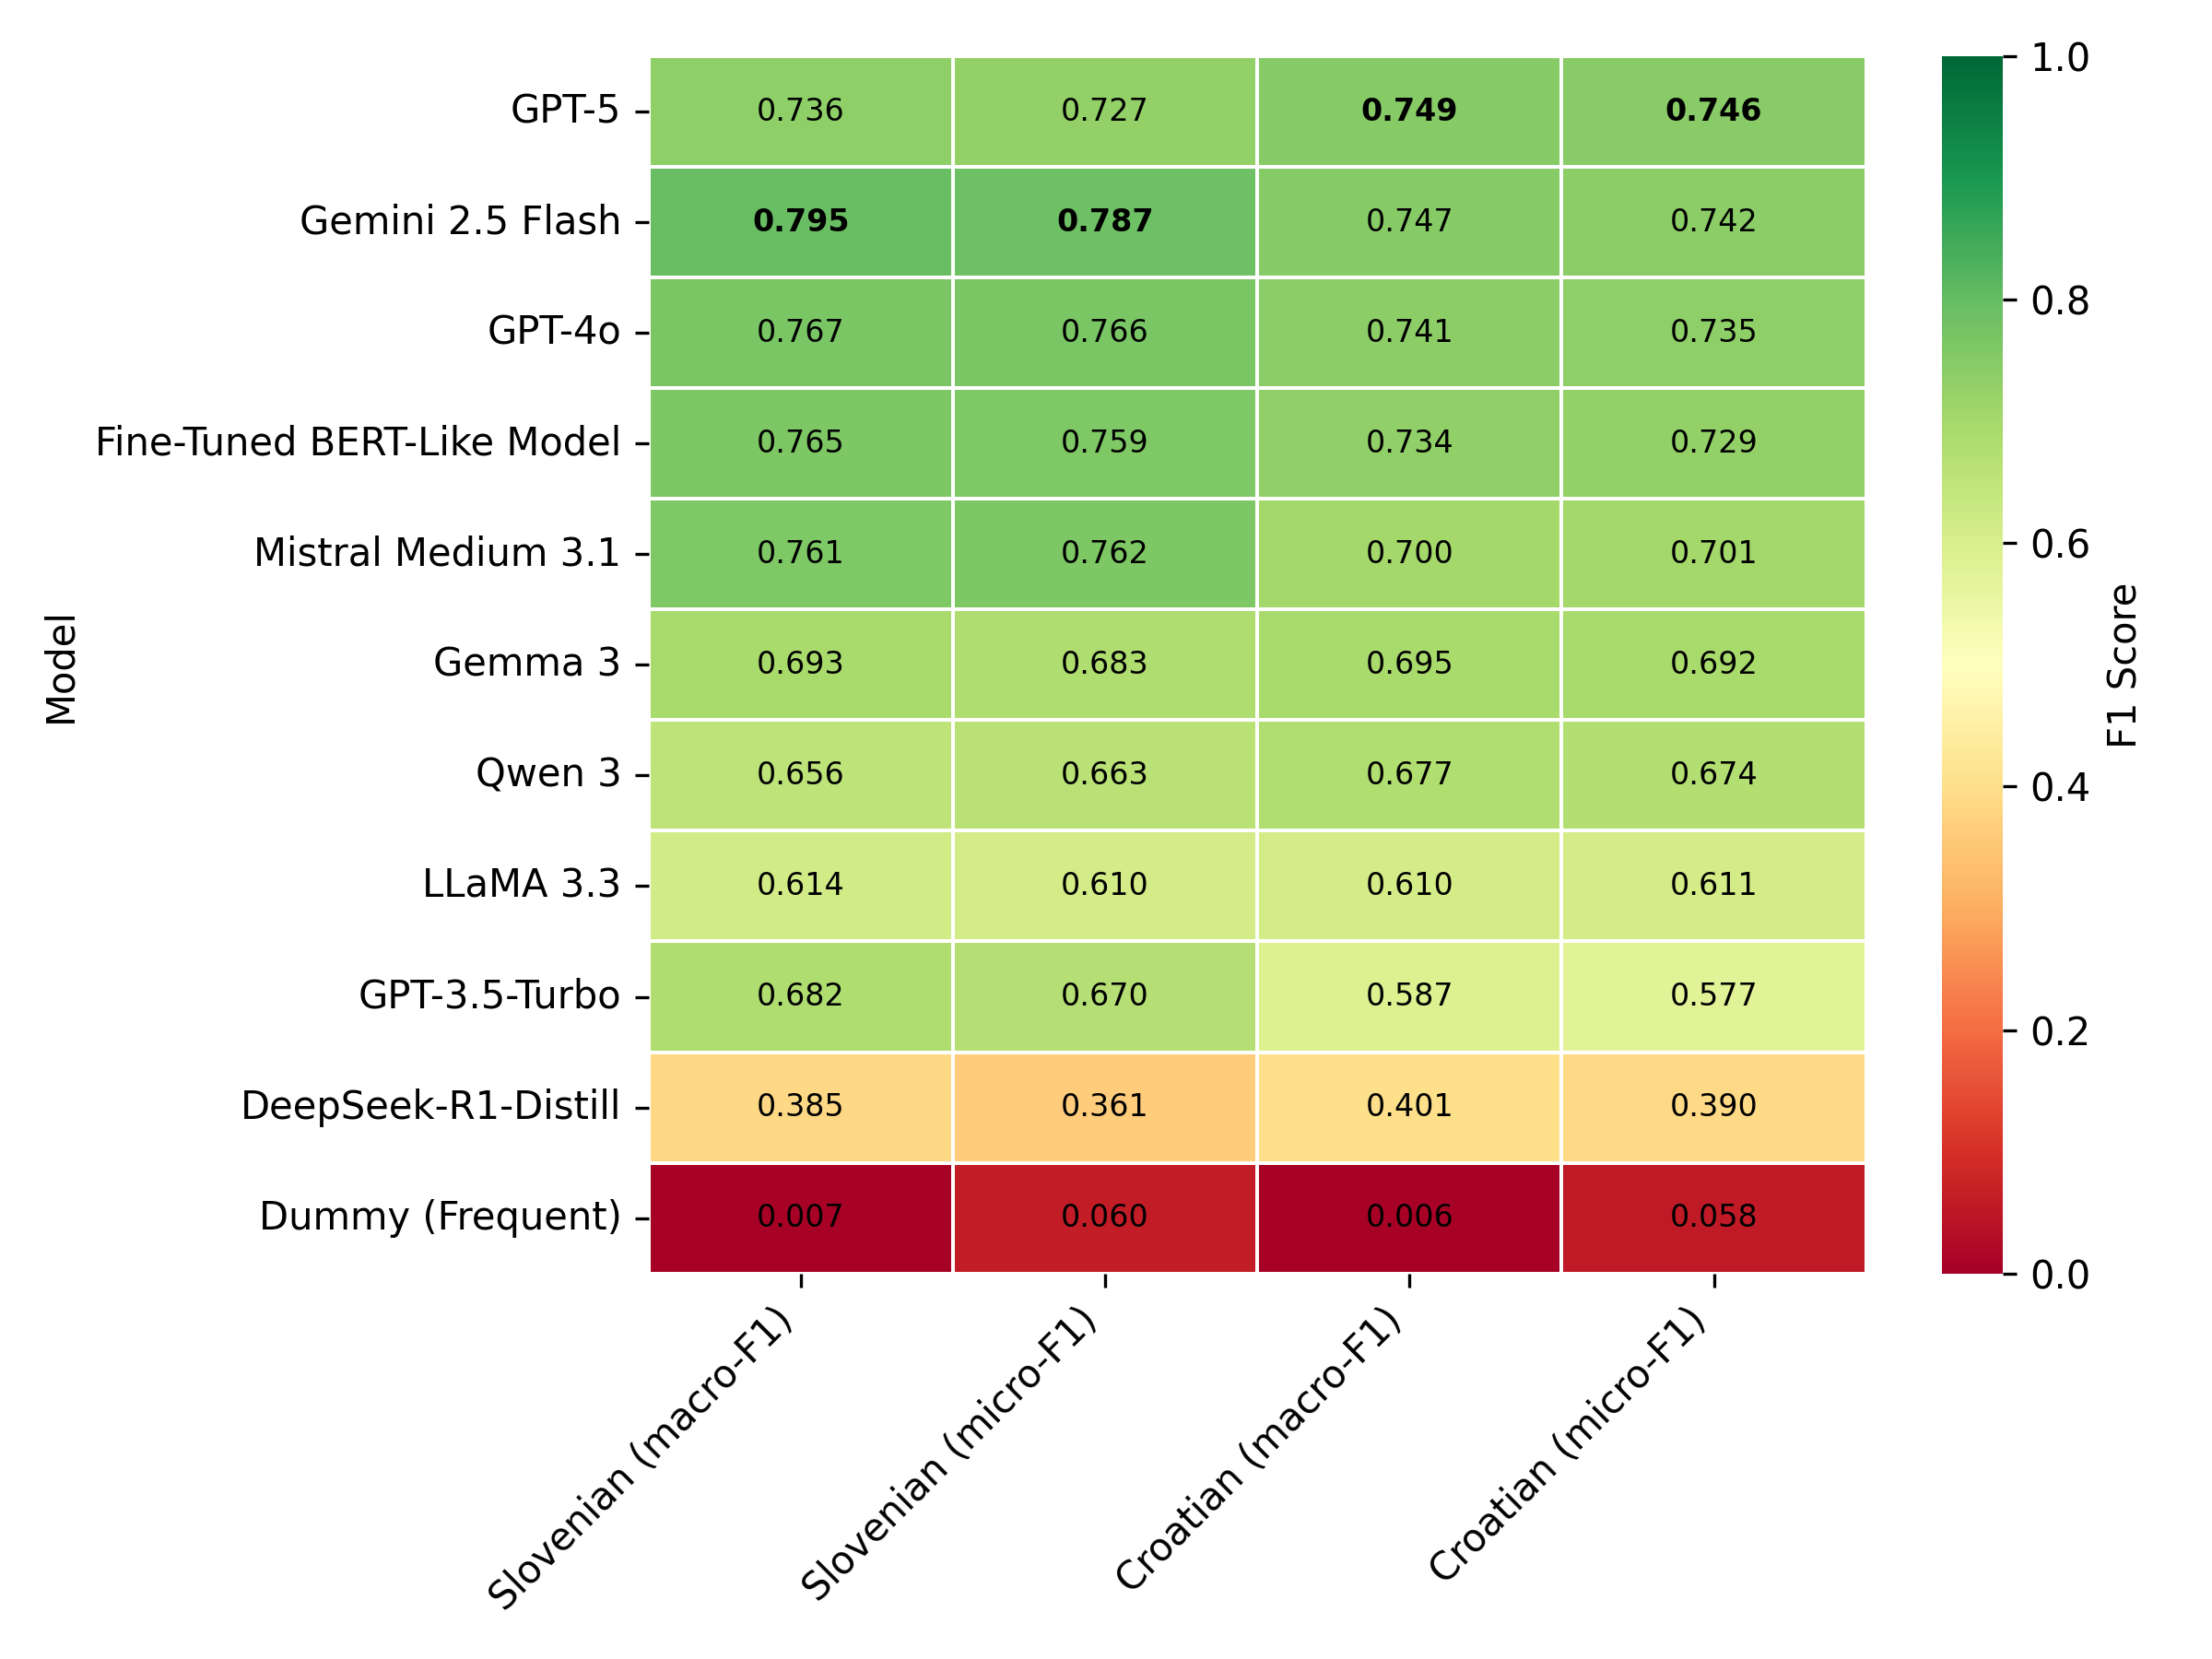 GPT-5 0.736 0.727 0.749 0.746
Gemini 2.5 Flash 0.795 0.787 0.747 0.742
GPT-4o 0.767 0.766 0.741 0.735
Fine-Tuned BERT-Like Model 0.765 0.759 0.734 0.729
Mistral Medium 3.1 0.761 0.762 0.700 0.701
Gemma 3 0.693 0.683 0.695 0.692
Qwen 3 0.656 0.663 0.677 0.674
LLaMA 3.3 0.614 0.610 0.610 0.611
GPT-3.5-Turbo 0.682 0.670 0.587 0.577
DeepSeek-R1-Distill 0.385 0.361 0.401 0.390
Dummy (Frequent) 0.007 0.060 0.006 0.058
Model
Slovenian (macro-F1)
Slovenian (micro-F1)
Croatian (macro-F1)
Croatian (micro-F1)
1.0
0.8
0.6
0.4
0.2
0.0
F1 Score